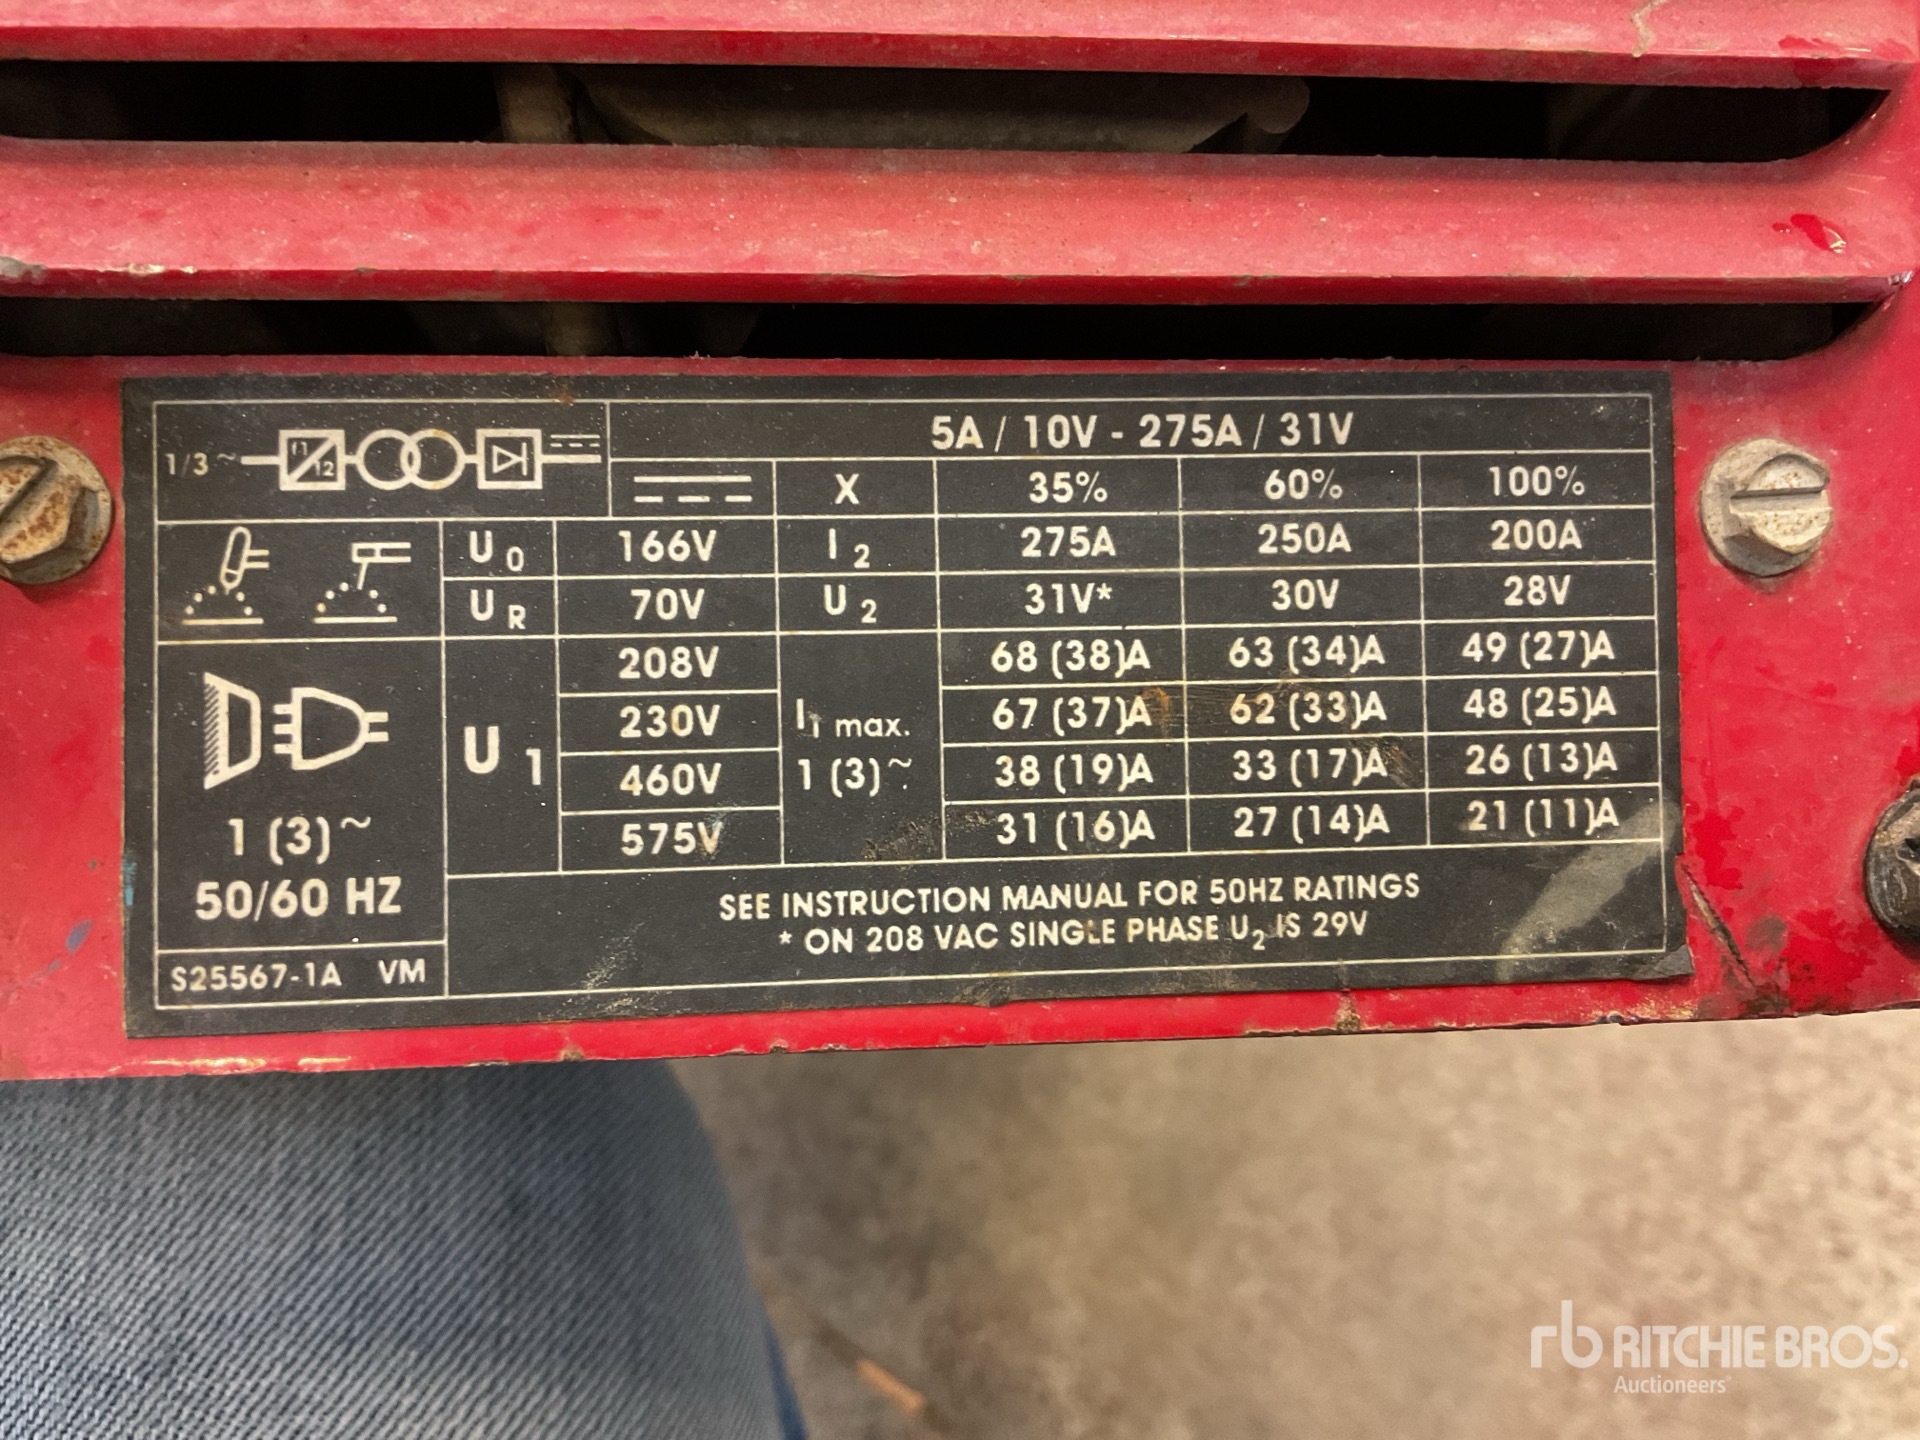 1/3 ~ f1 f2
5A / 10V - 275A / 31V
X 35% 60% 100%
U0 166V I2 275A 250A 200A
UR 70V U2 31V* 30V 28V
U1 208V I1 max. 1 (3)~ 68 (38)A 63 (34)A 49 (27)A
230V 67 (37)A 62 (33)A 48 (25)A
460V 38 (19)A 33 (17)A 26 (13)A
575V 31 (16)A 27 (14)A 21 (11)A
1 (3)~
50/60 HZ
SEE INSTRUCTION MANUAL FOR 50HZ RATINGS
* ON 208 VAC SINGLE PHASE U2 IS 29V
S25567-1A VM
rb RITCHIE BROS.
Auctioneers